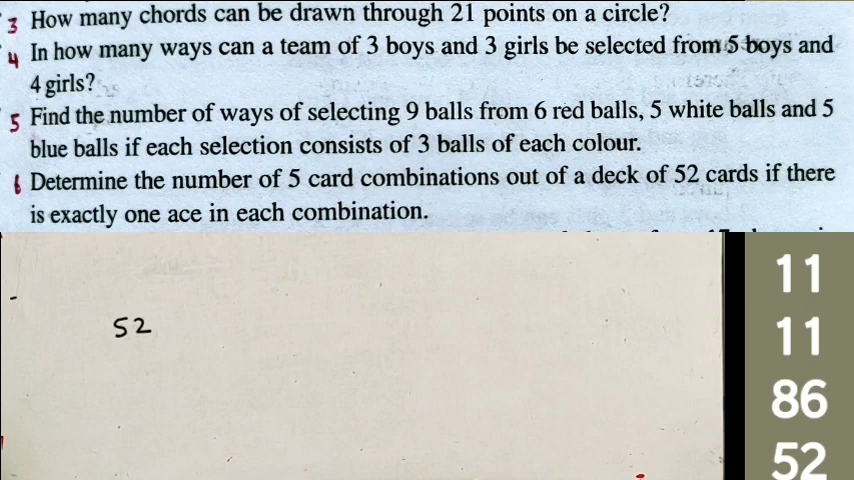 3 How many chords can be drawn through 21 points on a circle?
4 In how many ways can a team of 3 boys and 3 girls be selected from 5 boys and
4 girls?
5 Find the number of ways of selecting 9 balls from 6 red balls, 5 white balls and 5
blue balls if each selection consists of 3 balls of each colour.
6 Determine the number of 5 card combinations out of a deck of 52 cards if there
is exactly one ace in each combination.
52
11
11
86
52